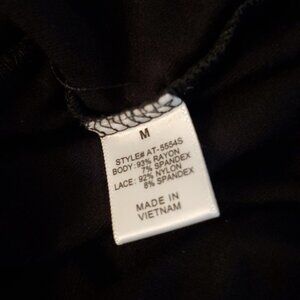 M
STYLE# AT-5554S
BODY: 93% RAYON
7% SPANDEX
LACE: 92% NYLON
8% SPANDEX
MADE IN
VIETNAM